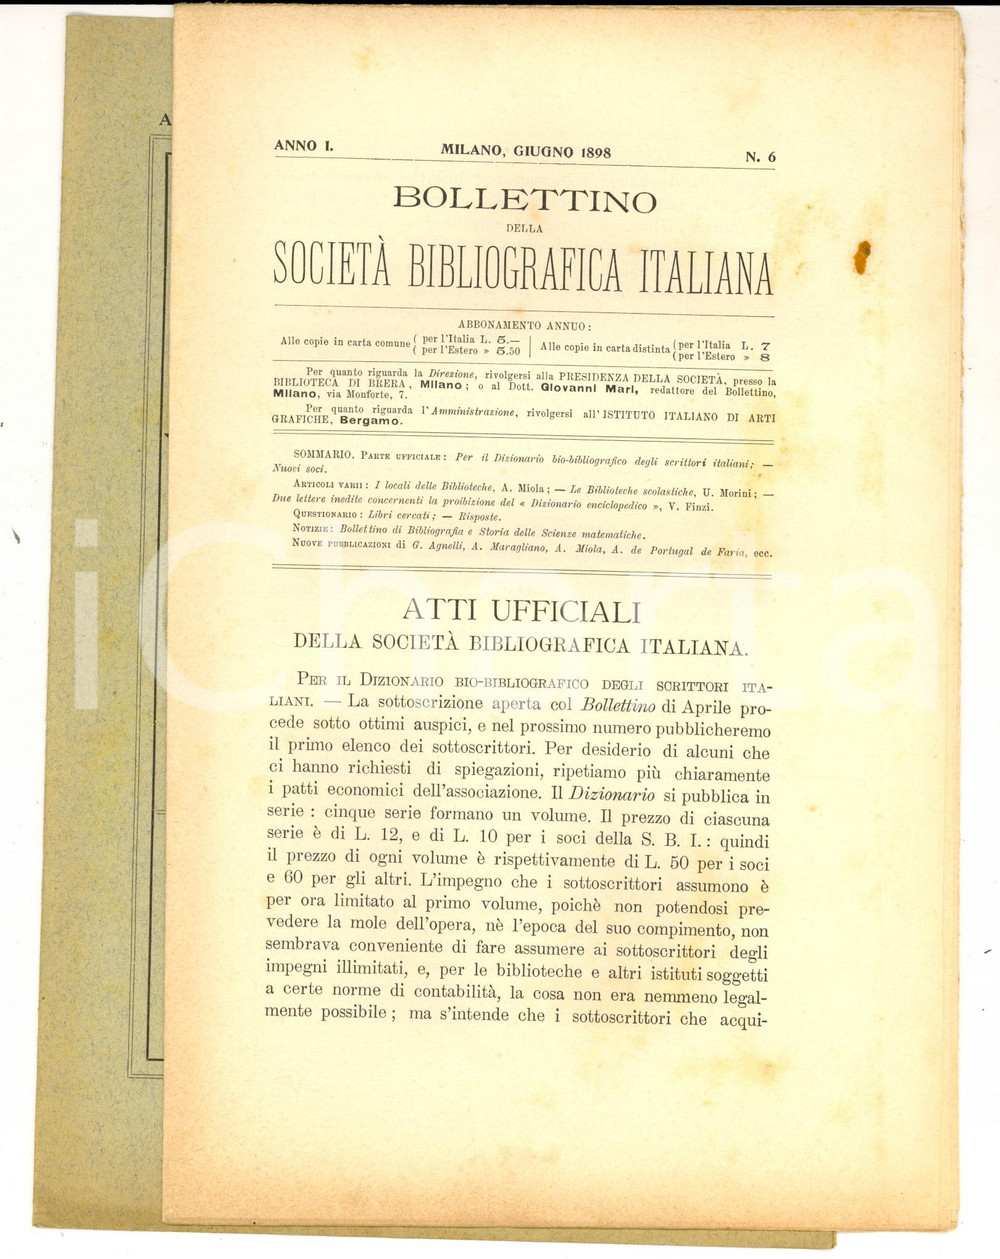 A
ANNO I. MILANO, GIUGNO 1898 N. 6
BOLLETTINO
DELLA
SOCIETÀ BIBLIOGRAFICA ITALIANA
ABBONAMENTO ANNUO:
Alle copie in carta comune ( per l'Italia L. 5.— | Alle copie in carta distinta ( per l'Italia L. 7
( per l'Estero » 5.50 | ( per l'Estero » 8
Per quanto riguarda la Direzione, rivolgersi alla PRESIDENZA DELLA SOCIETÀ, presso la
BIBLIOTECA DI BRERA, Milano; o al Dott. Giovanni Mari, redattore del Bollettino,
Milano, via Monforte, 7.
Per quanto riguarda l'Amministrazione, rivolgersi all'ISTITUTO ITALIANO DI ARTI
GRAFICHE, Bergamo.
SOMMARIO. PARTE UFFICIALE: Per il Dizionario bio-bibliografico degli scrittori italiani; —
Nuovi soci.
ARTICOLI VARII: I locali delle Biblioteche, A. Miola; — Le Biblioteche scolastiche, U. Morini; —
Due lettere inedite concernenti la proibizione del « Dizionario enciclopedico », V. Finzi.
QUESTIONARIO: Libri cercati; — Risposte.
NOTIZIE: Bollettino di Bibliografia e Storia delle Scienze matematiche.
NUOVE PUBBLICAZIONI di G. Agnelli, A. Maragliano, A. Miola, A. de Portugal de Faria, ecc.
iCharta
ATTI UFFICIALI
DELLA SOCIETÀ BIBLIOGRAFICA ITALIANA.
PER IL DIZIONARIO BIO-BIBLIOGRAFICO DEGLI SCRITTORI ITA-
LIANI. — La sottoscrizione aperta col Bollettino di Aprile pro-
cede sotto ottimi auspici, e nel prossimo numero pubblicheremo
il primo elenco dei sottoscrittori. Per desiderio di alcuni che
ci hanno richiesti di spiegazioni, ripetiamo più chiaramente
i patti economici dell'associazione. Il Dizionario si pubblica in
serie : cinque serie formano un volume. Il prezzo di ciascuna
serie è di L. 12, e di L. 10 per i soci della S. B. I. : quindi
il prezzo di ogni volume è rispettivamente di L. 50 per i soci
e 60 per gli altri. L'impegno che i sottoscrittori assumono è
per ora limitato al primo volume, poichè non potendosi pre-
vedere la mole dell'opera, nè l'epoca del suo compimento, non
sembrava conveniente di fare assumere ai sottoscrittori degli
impegni illimitati, e, per le biblioteche e altri istituti soggetti
a certe norme di contabilità, la cosa non era nemmeno legal-
mente possibile ; ma s'intende che i sottoscrittori che acqui-